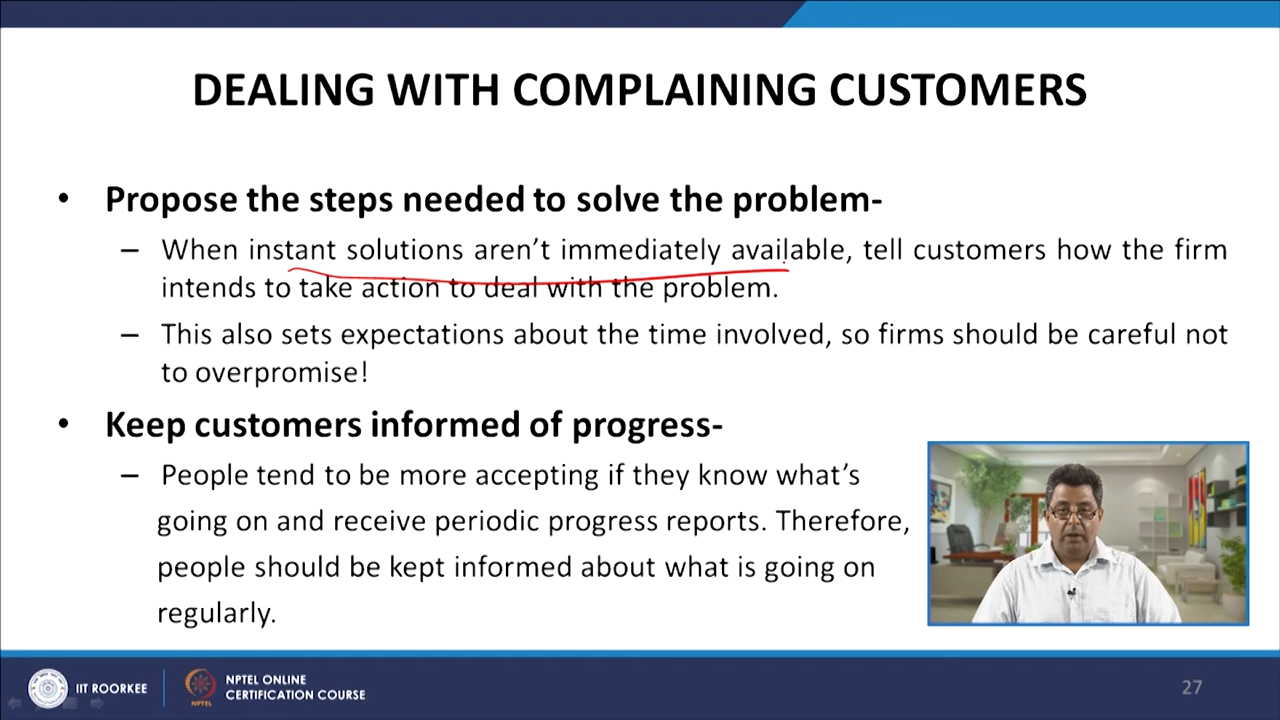 DEALING WITH COMPLAINING CUSTOMERS
• Propose the steps needed to solve the problem-
– When instant solutions aren't immediately available, tell customers how the firm
intends to take action to deal with the problem.
– This also sets expectations about the time involved, so firms should be careful not
to overpromise!
• Keep customers informed of progress-
– People tend to be more accepting if they know what's
going on and receive periodic progress reports. Therefore,
people should be kept informed about what is going on
regularly.
IIT ROORKEE
NPTEL
NPTEL ONLINE
CERTIFICATION COURSE
27